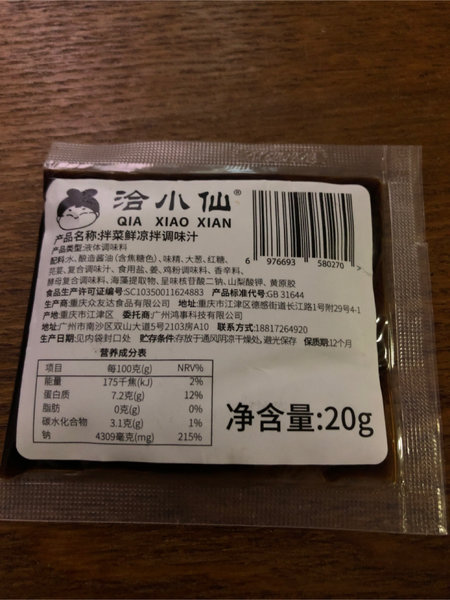 洽小仙®
QIA XIAO XIAN
产品名称:拌菜鲜凉拌调味汁
产品类型:液体调味料
配料:水、酿造酱油(含焦糖色)、味精、大葱、红糖、
芫荽、复合调味汁、食用盐、姜、鸡粉调味料、香辛料、
酵母复合调味料、海藻提取物、呈味核苷酸二钠、山梨酸钾、黄原胶
6 976693 580270 >
食品生产许可证编号:SC10350011624883 产品标准代号:GB 31644
生产商:重庆众友达食品有限公司 地址:重庆市江津区德感街道长江路1号附29号4-1
产地:重庆市江津区 委托商:广州鸿事科技有限公司
地址:广州市南沙区双山大道5号2103房A10 联系方式:18817264920
生产日期:见内袋封口处 贮存条件:存放于通风阴凉干燥处,避光保存 保质期:12个月
营养成分表
项目 每100克(g) NRV%
能量 175千焦(kJ) 2%
蛋白质 7.2克(g) 12%
脂肪 0克(g) 0%
碳水化合物 3.1克(g) 1%
钠 4309毫克(mg) 215%
净含量:20g